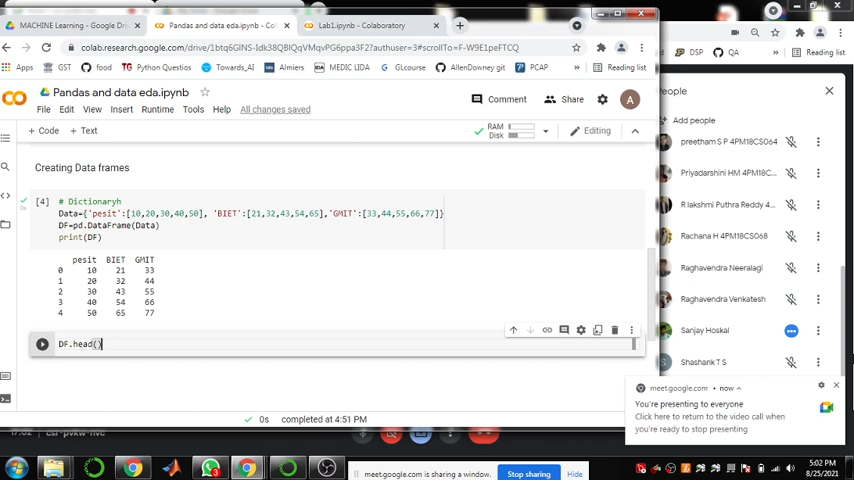 MACHINE Learning - Google Dri
Pandas and data eda.ipynb - Col
Lab1.ipynb - Colaboratory
colab.research.google.com/drive/1btq6GlNS-Idk38QBIQqVMqvPG6ppa3F2?authuser=3#scrollTo=F-W9E1peFTCQ
Apps
GST
food
Python Questios
Towards_AI
Almiers
MEDIC LIDA
GLcourse
AllenDowney git
PCAP
»
Reading list
DSP
QA
»
Reading list
Pandas and data eda.ipynb
File Edit View Insert Runtime Tools Help All changes saved
Comment
Share
A
+ Code + Text
RAM
Disk
Editing
Creating Data frames
[4]
0s
# Dictionaryh
Data={'pesit':[10,20,30,40,50], 'BIET':[21,32,43,54,65],'GMIT':[33,44,55,66,77]}
DF=pd.DataFrame(Data)
print(DF)
pesit BIET GMIT
0 10 21 33
1 20 32 44
2 30 43 55
3 40 54 66
4 50 65 77
DF.head()
0s completed at 4:51 PM
People
Add people
preetham S P 4PM18CS064
Priyadarshini HM 4PM18C...
R lakshmi Puthra Reddy 4...
Rachana H 4PM18CS068
Raghavendra Neeralagi
Raghavendra Venkatesh
Sanjay Hoskal
Shashank T S
meet.google.com • now
You're presenting to everyone
Click here to return to the video call when
you're ready to stop presenting
meet.google.com is sharing a window.
Stop sharing
Hide
3
5:02 PM
8/25/2021